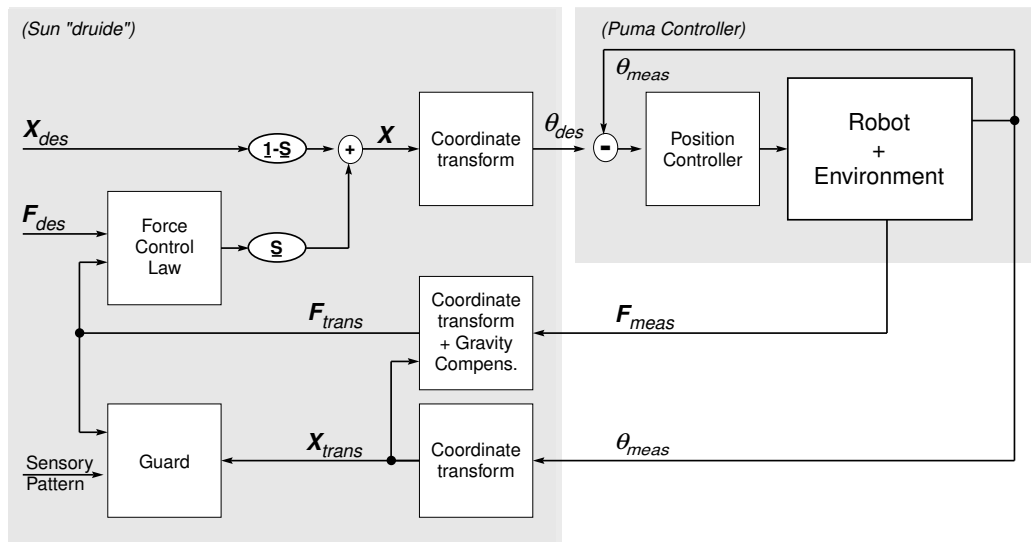 (Sun "druide")
(Puma Controller)
θmeas
Xdes
1-S
+
X
Coordinate
transform
θdes
-
Position
Controller
Robot
+
Environment
Fdes
Force
Control
Law
S
Ftrans
Coordinate
transform
+ Gravity
Compens.
Fmeas
Sensory
Pattern
Guard
Xtrans
Coordinate
transform
θmeas